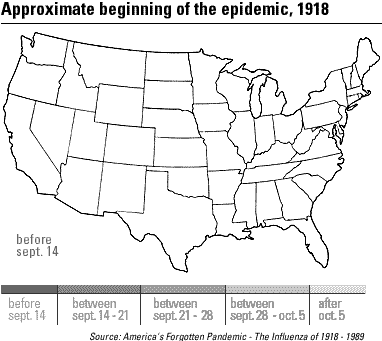 Approximate beginning of the epidemic, 1918
before
sept. 14
before between between between after
sept. 14 sept. 14 - 21 sept. 21 - 28 sept. 28 - oct. 5 oct. 5
Source: America's Forgotten Pandemic - The Influenza of 1918 - 1989